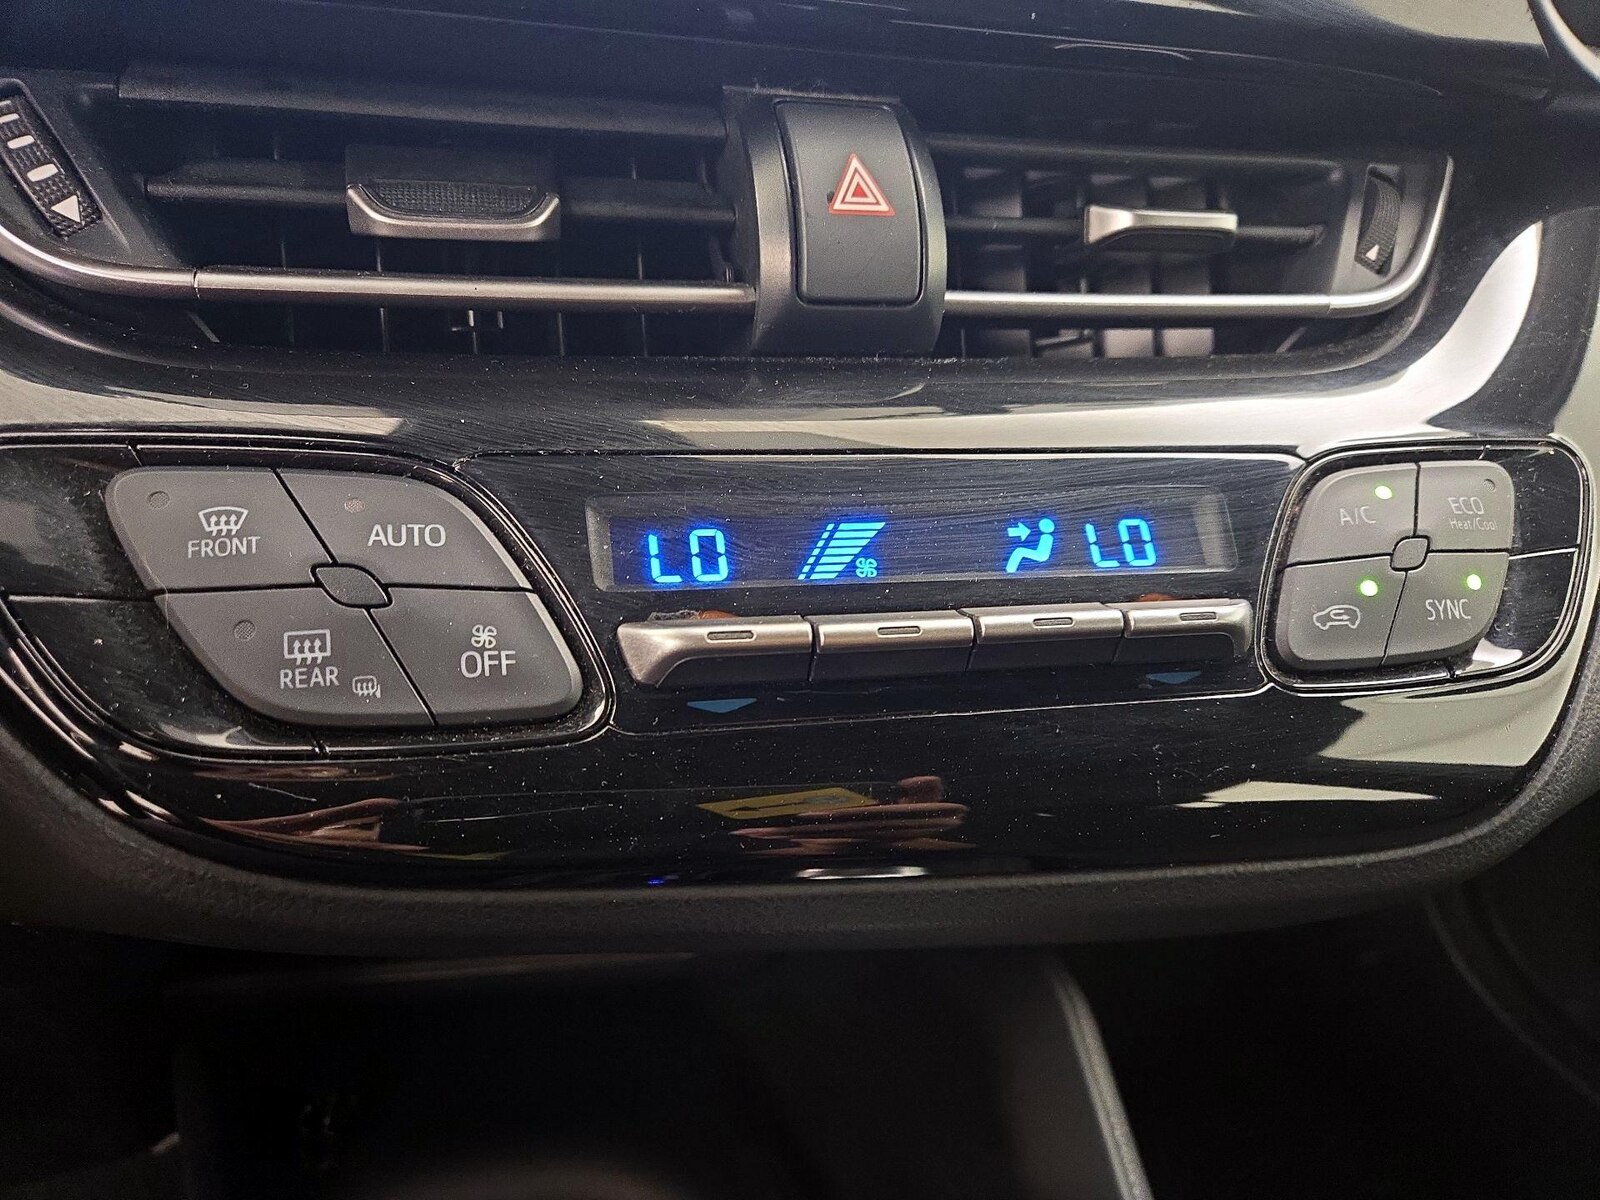 FRONT
AUTO
REAR
OFF
LO
LO
A/C
ECO
Heat/Cool
SYNC